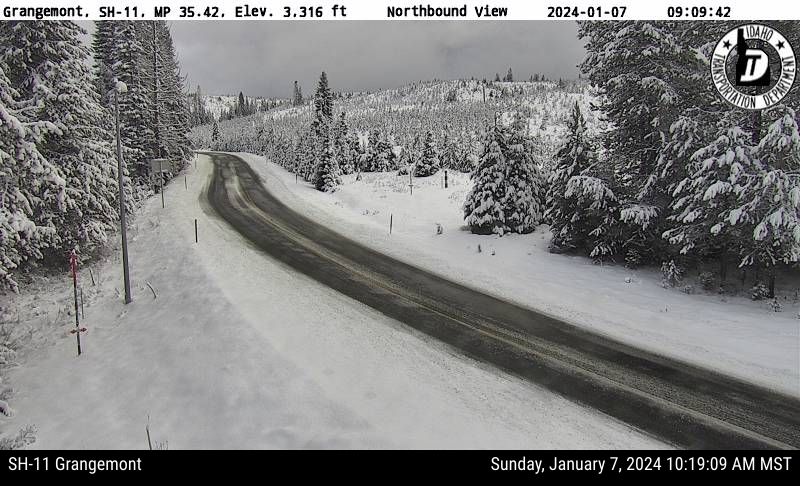 Grangemont, SH-11, MP 35.42, Elev. 3,316 ft Northbound View 2024-01-07 09:09:42
IDAHO
TRANSPORTATION DEPARTMENT
SH-11 Grangemont Sunday, January 7, 2024 10:19:09 AM MST